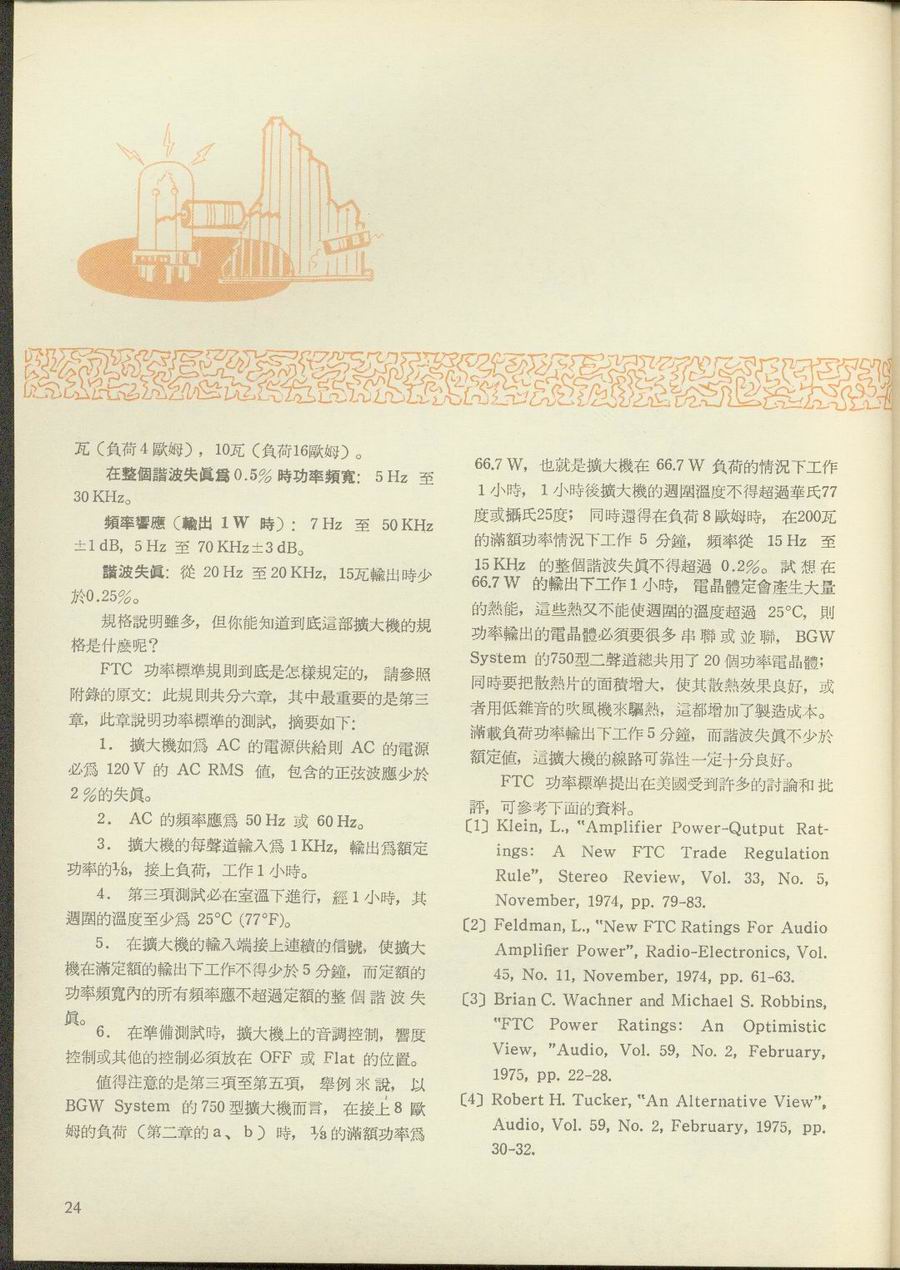 瓦（負荷4歐姆），10瓦（負荷16歐姆）。
在整個諧波失眞爲0.5％時功率頻寬：5 Hz 至
30 KHz。
頻率響應（輸出 1 W 時）：7 Hz 至 50 KHz
±1 dB, 5 Hz 至 70 KHz±3 dB。
諧波失眞：從 20 Hz 至 20 KHz，15瓦輸出時少
於0.25％。
規格說明雖多，但你能知道到底這部擴大機的規
格是什麼呢？
FTC 功率標準規則到底是怎樣規定的，請參照
附錄的原文：此規則共分六章，其中最重要的是第三
章，此章說明功率標準的測試，摘要如下：
1． 擴大機如爲 AC 的電源供給則 AC 的電源
必爲 120 V 的 AC RMS 值，包含的正弦波應少於
2％的失眞。
2． AC 的頻率應爲 50 Hz 或 60 Hz。
3． 擴大機的每聲道輸入爲 1 KHz，輸出爲額定
功率的⅓，接上負荷，工作1小時。
4． 第三項測試必在室溫下進行，經1小時，其
週圍的溫度至少爲 25°C (77°F)。
5． 在擴大機的輸入端接上連續的信號，使擴大
機在滿定額的輸出下工作不得少於5分鐘，而定額的
功率頻寬內的所有頻率應不超過定額的整個諧波失
眞。
6． 在準備測試時，擴大機上的音調控制，響度
控制或其他的控制必須放在 OFF 或 Flat 的位置。
値得注意的是第三項至第五項，舉例來說，以
BGW System 的750型擴大機而言，在接上8歐
姆的負荷（第二章的a、b）時，⅓的滿額功率爲
66.7 W，也就是擴大機在 66.7 W 負荷的情況下工作
1小時，1小時後擴大機的週圍溫度不得超過華氏77
度或攝氏25度；同時還得在負荷8歐姆時，在200瓦
的滿額功率情況下工作 5 分鐘，頻率從 15 Hz 至
15 KHz 的整個諧波失眞不得超過 0.2％。試想在
66.7 W 的輸出下工作1小時，電晶體定會產生大量
的熱能，這些熱又不能使週圍的溫度超過 25°C，則
功率輸出的電晶體必須要很多串聯或並聯，BGW
System 的750型二聲道總共用了 20 個功率電晶體；
同時要把散熱片的面積增大，使其散熱效果良好，或
者用低雜音的吹風機來驅熱，這都增加了製造成本。
滿載負荷功率輸出下工作5分鐘，而諧波失眞不少於
額定值，這擴大機的線路可靠性一定十分良好。
FTC 功率標準提出在美國受到許多的討論和批
評，可參考下面的資料。
〔1〕Klein, L., "Amplifier Power-Qutput Rat-
ings: A New FTC Trade Regulation
Rule", Stereo Review, Vol. 33, No. 5,
November, 1974, pp. 79-83.
〔2〕Feldman, L., "New FTC Ratings For Audio
Amplifier Power", Radio-Electronics, Vol.
45, No. 11, November, 1974, pp. 61-63.
〔3〕Brian C. Wachner and Michael S. Robbins,
"FTC Power Ratings: An Optimistic
View, "Audio, Vol. 59, No. 2, February,
1975, pp. 22-28.
〔4〕Robert H. Tucker, "An Alternative View",
Audio, Vol. 59, No. 2, February, 1975, pp.
30-32.
24